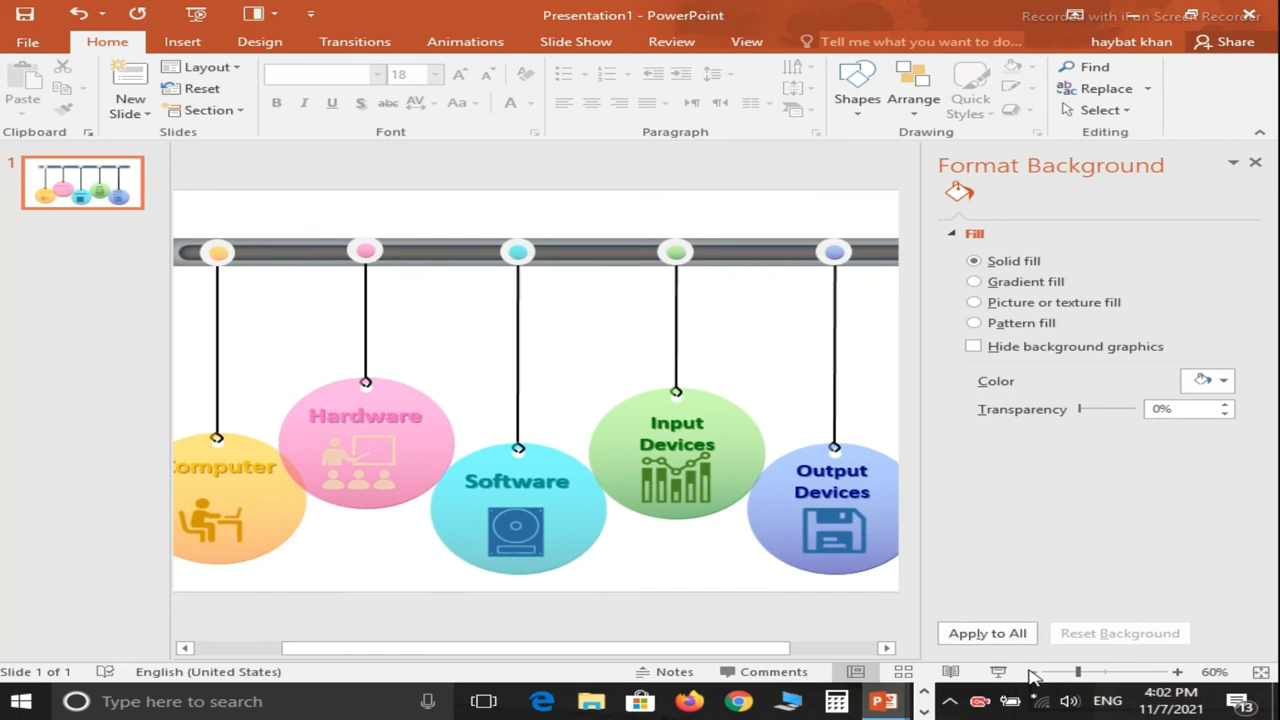 Presentation1 - PowerPoint
Recorded with iFun Screen Recorder
File
Home
Insert
Design
Transitions
Animations
Slide Show
Review
View
Tell me what you want to do...
haybat khan
Share
Paste
New
Slide
Layout
Reset
Section
18
B
I
U
S
abc
AV
Aa
A
A
A
Shapes
Arrange
Quick
Styles
Find
Replace
Select
Clipboard
Slides
Font
Paragraph
Drawing
Editing
1
Computer
Hardware
Software
Input
Devices
Output
Devices
Format Background
Fill
Solid fill
Gradient fill
Picture or texture fill
Pattern fill
Hide background graphics
Color
Transparency
0%
Apply to All
Reset Background
Slide 1 of 1
English (United States)
Notes
Comments
60%
Type here to search
ENG
4:02 PM
11/7/2021
13